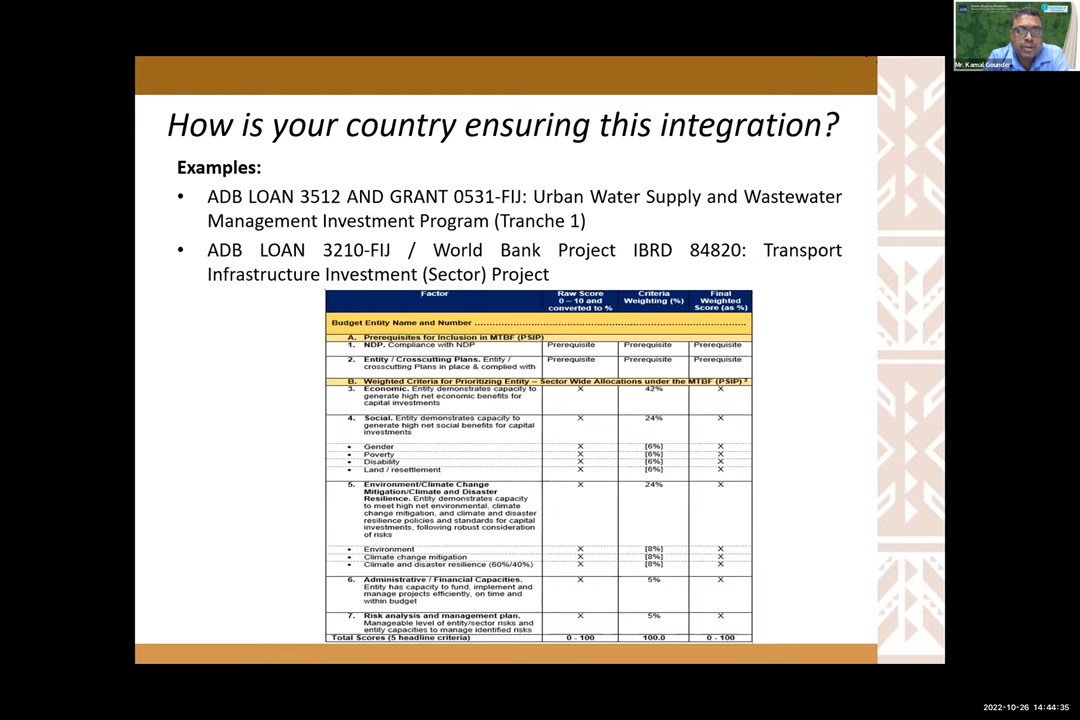 Mr. Kamal Gounder
How is your country ensuring this integration?
Examples:
• ADB LOAN 3512 AND GRANT 0531-FIJ: Urban Water Supply and Wastewater
Management Investment Program (Tranche 1)
• ADB LOAN 3210-FIJ / World Bank Project IBRD 84820: Transport
Infrastructure Investment (Sector) Project
Factor Raw Score Criteria Final
0 – 10 and Weighting (%) Weighted
converted to % Score (as %)
Budget Entity Name and Number
A. Prerequisites for Inclusion in MTBF (PSIP)
1. NDP. Compliance with NDP Prerequisite Prerequisite Prerequisite
2. Entity / Crosscutting Plans. Entity / Prerequisite Prerequisite Prerequisite
crosscutting Plans in place & complied with
B. Weighted Criteria for Prioritizing Entity – Sector Wide Allocations under the MTBF (PSIP) ²
3. Economic. Entity demonstrates capacity to X 42% X
generate high net economic benefits for
capital investments
4. Social. Entity demonstrates capacity to X 24% X
generate high net social benefits for capital
investments
• Gender X [6%] X
• Poverty X [6%] X
• Disability X [6%] X
• Land / resettlement X [6%] X
5. Environment/Climate Change X 24% X
Mitigation/Climate and Disaster
Resilience. Entity demonstrates capacity
to meet high net environmental, climate
change mitigation, and climate and disaster
resilience policies and standards for capital
investments, following robust consideration
of risks
• Environment X [8%] X
• Climate change mitigation X [8%] X
• Climate and disaster resilience (60%/40%) X [8%] X
6. Administrative / Financial Capacities. X 5% X
Entity has capacity to fund, implement and
manage projects efficiently, on time and
within budget
7. Risk analysis and management plan. X 5% X
Manageable level of entity/sector risks and
entity capacities to manage identified risks
Total Scores (5 headline criteria) 0 - 100 100.0 0 - 100
2022-10-26 14:44:35